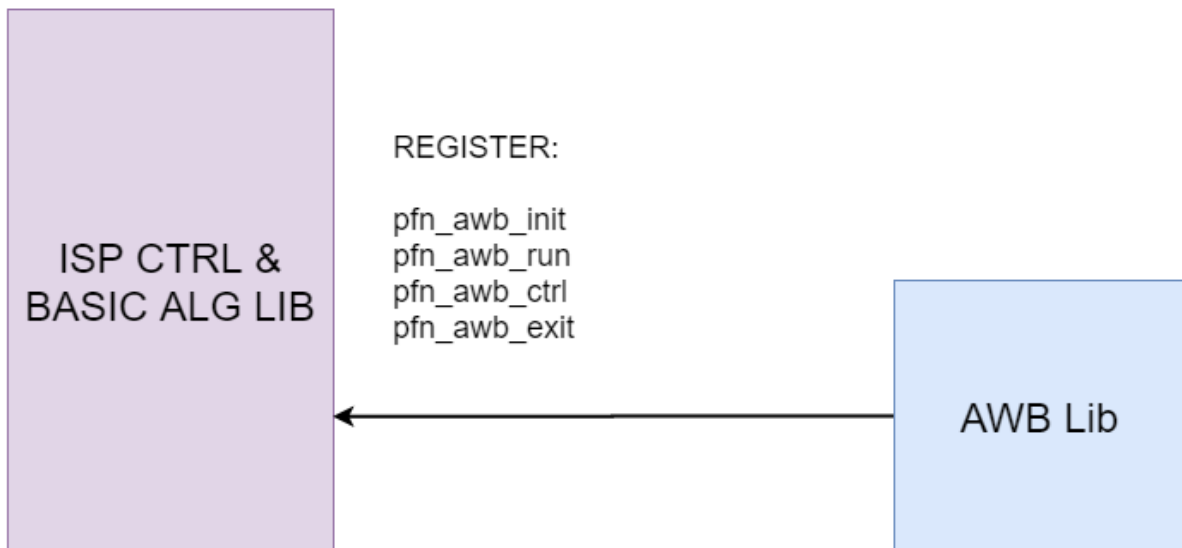 ISP CTRL &
BASIC ALG LIB
REGISTER:
pfn_awb_init
pfn_awb_run
pfn_awb_ctrl
pfn_awb_exit
AWB Lib